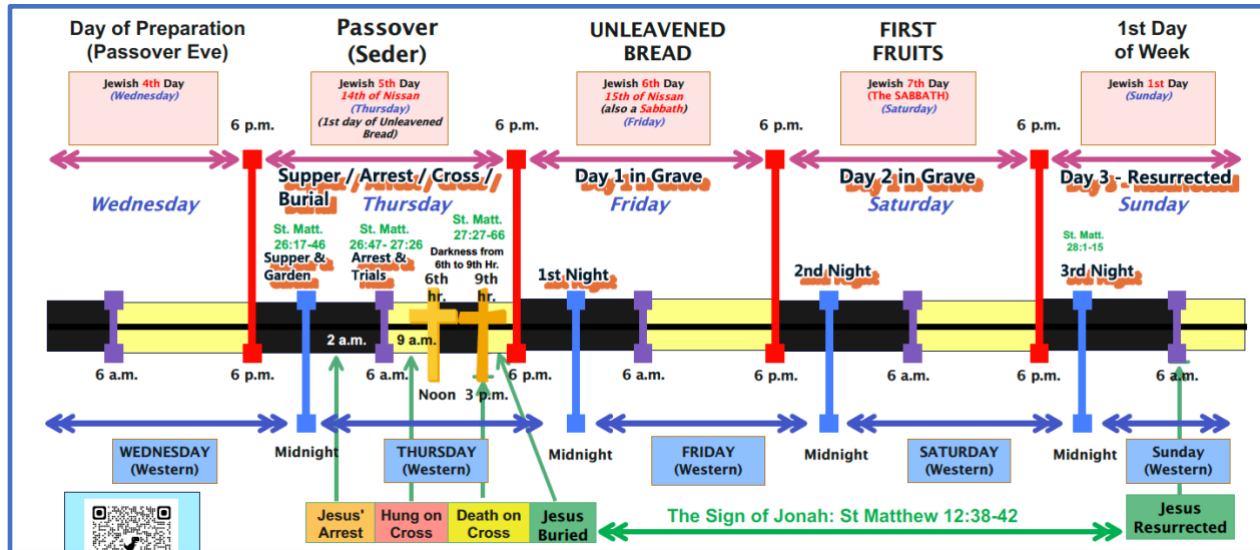 Day of Preparation
(Passover Eve)
Passover
(Seder)
UNLEAVENED
BREAD
FIRST
FRUITS
1st Day
of Week
Jewish 4th Day
(Wednesday)
Jewish 5th Day
14th of Nissan
(Thursday)
(1st day of Unleavened
Bread)
Jewish 6th Day
15th of Nissan
(also a Sabbath)
(Friday)
Jewish 7th Day
(The SABBATH)
(Saturday)
Jewish 1st Day
(Sunday)
6 p.m.
6 p.m.
6 p.m.
6 p.m.
Wednesday
Supper / Arrest / Cross /
Burial
Thursday
Day 1 in Grave
Friday
Day 2 in Grave
Saturday
Day 3 - Resurrected
Sunday
St. Matt.
26:17-46
Supper &
Garden
St. Matt.
26:47- 27:26
Arrest &
Trials
St. Matt.
27:27-66
Darkness from
6th to 9th Hr.
6th
hr.
9th
hr.
1st Night
2nd Night
St. Matt.
28:1-15
3rd Night
2 a.m.
9 a.m.
6 a.m.
6 p.m.
6 a.m.
Noon
3 p.m.
6 p.m.
6 a.m.
6 p.m.
6 a.m.
6 p.m.
6 a.m.
WEDNESDAY
(Western)
Midnight
THURSDAY
(Western)
Midnight
FRIDAY
(Western)
Midnight
SATURDAY
(Western)
Midnight
Sunday
(Western)
Jesus'
Arrest
Hung on
Cross
Death on
Cross
Jesus
Buried
The Sign of Jonah: St Matthew 12:38-42
Jesus
Resurrected